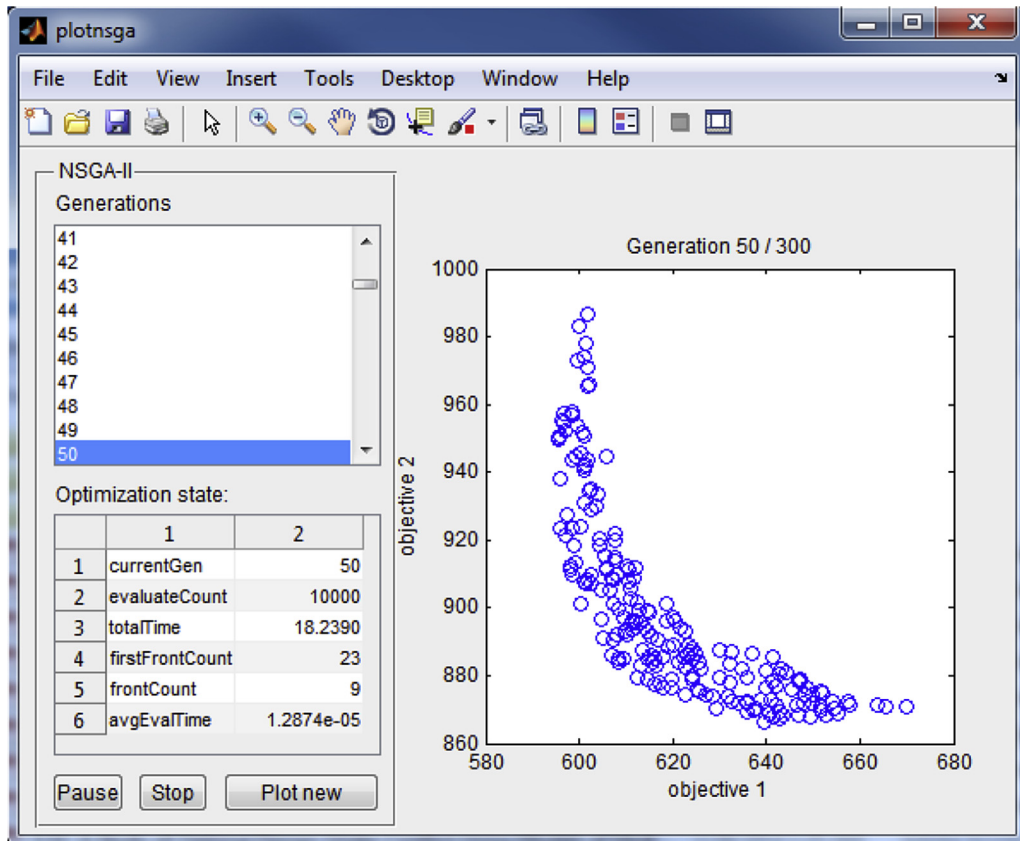 plotnsga
File Edit View Insert Tools Desktop Window Help
NSGA-II
Generations
41
42
43
44
45
46
47
48
49
50
Optimization state:
1 2
1 currentGen 50
2 evaluateCount 10000
3 totalTime 18.2390
4 firstFrontCount 23
5 frontCount 9
6 avgEvalTime 1.2874e-05
Pause Stop Plot new
Generation 50 / 300
1000
980
960
940
920
900
880
860
objective 2
580 600 620 640 660 680
objective 1